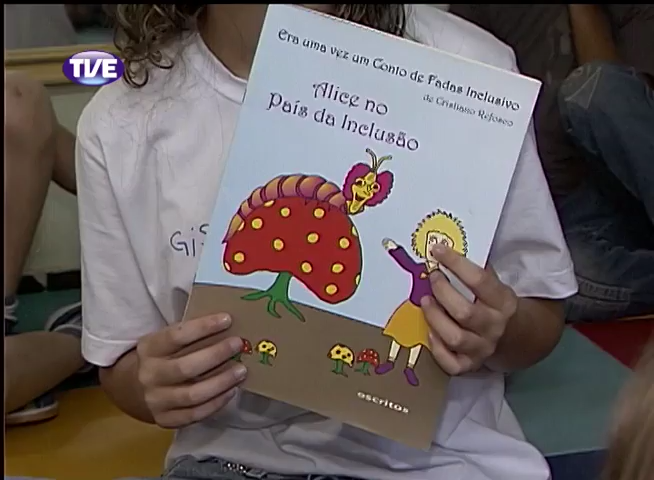 TVE
Era uma vez um Conto de Fadas Inclusivo
de Cristiano Refosco
Alice no
País da Inclusão
escritos